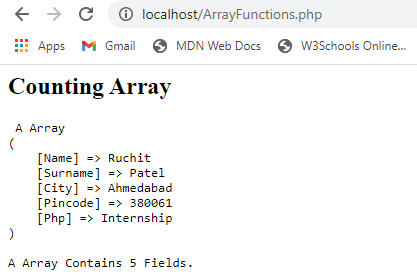 localhost/ArrayFunctions.php
Apps Gmail MDN Web Docs W3Schools Online...
Counting Array
A Array
(
    [Name] => Ruchit
    [Surname] => Patel
    [City] => Ahmedabad
    [Pincode] => 380061
    [Php] => Internship
)
A Array Contains 5 Fields.